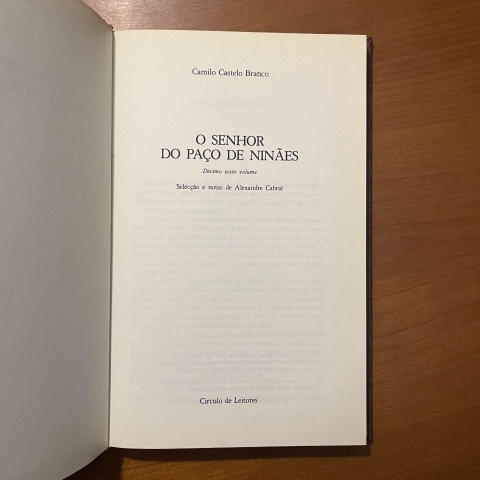 Camilo Castelo Branco
O SENHOR
DO PAÇO DE NINÃES
Décimo sexto volume
Selecção e notas de Alexandre Cabral
Círculo de Leitores